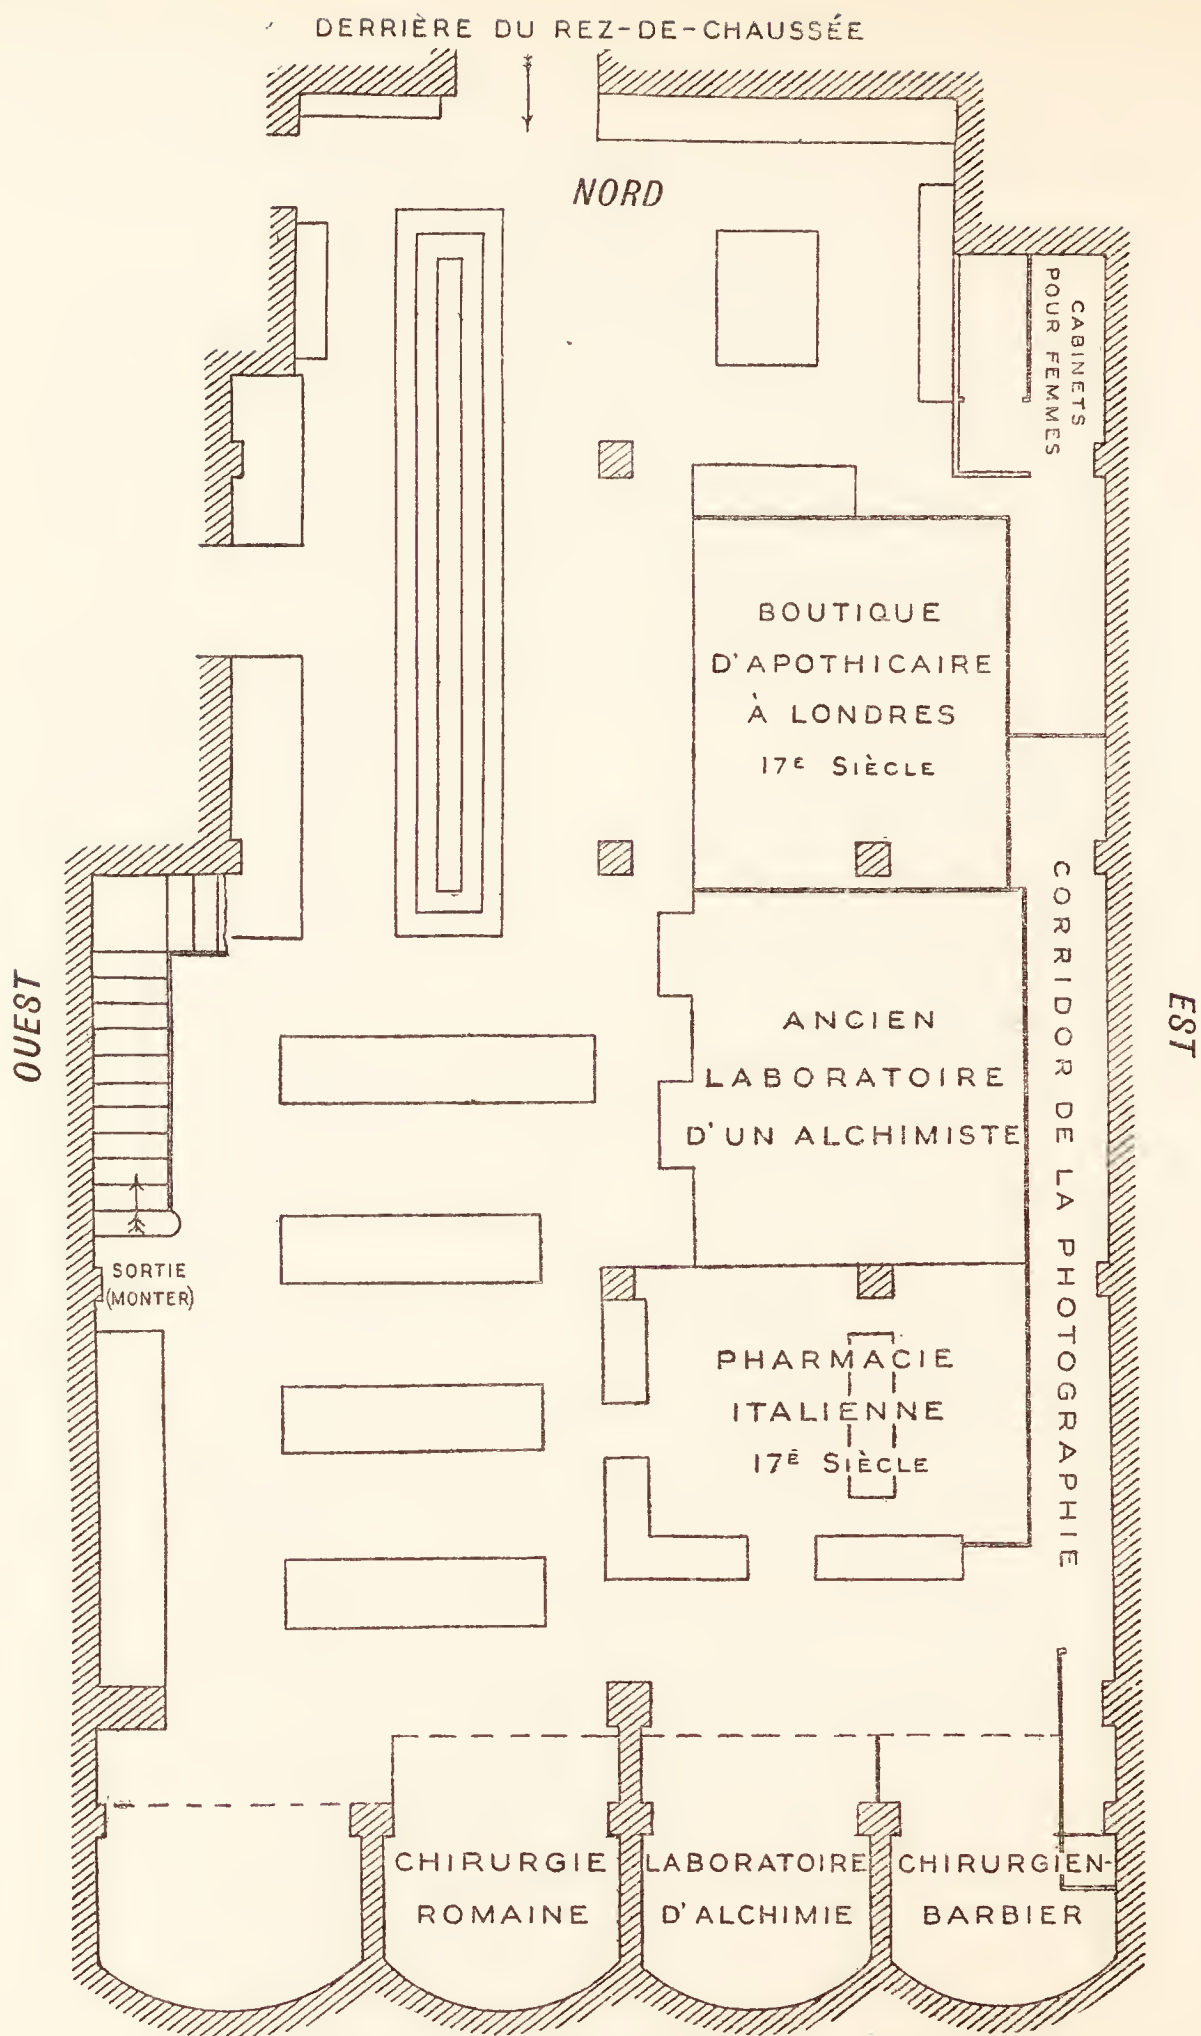 DERRIÈRE DU REZ-DE-CHAUSSÉE
NORD
CABINETS
POUR FEMMES
BOUTIQUE
D'APOTHICAIRE
À LONDRES
17E SIÈCLE
OUEST
EST
ANCIEN
LABORATOIRE
D'UN ALCHIMISTE
CORRIDOR DE LA PHOTOGRAPHIE
SORTIE
(MONTER)
PHARMACIE
ITALIENNE
17E SIÈCLE
CHIRURGIE
ROMAINE
LABORATOIRE
D'ALCHIMIE
CHIRURGIEN-
BARBIER